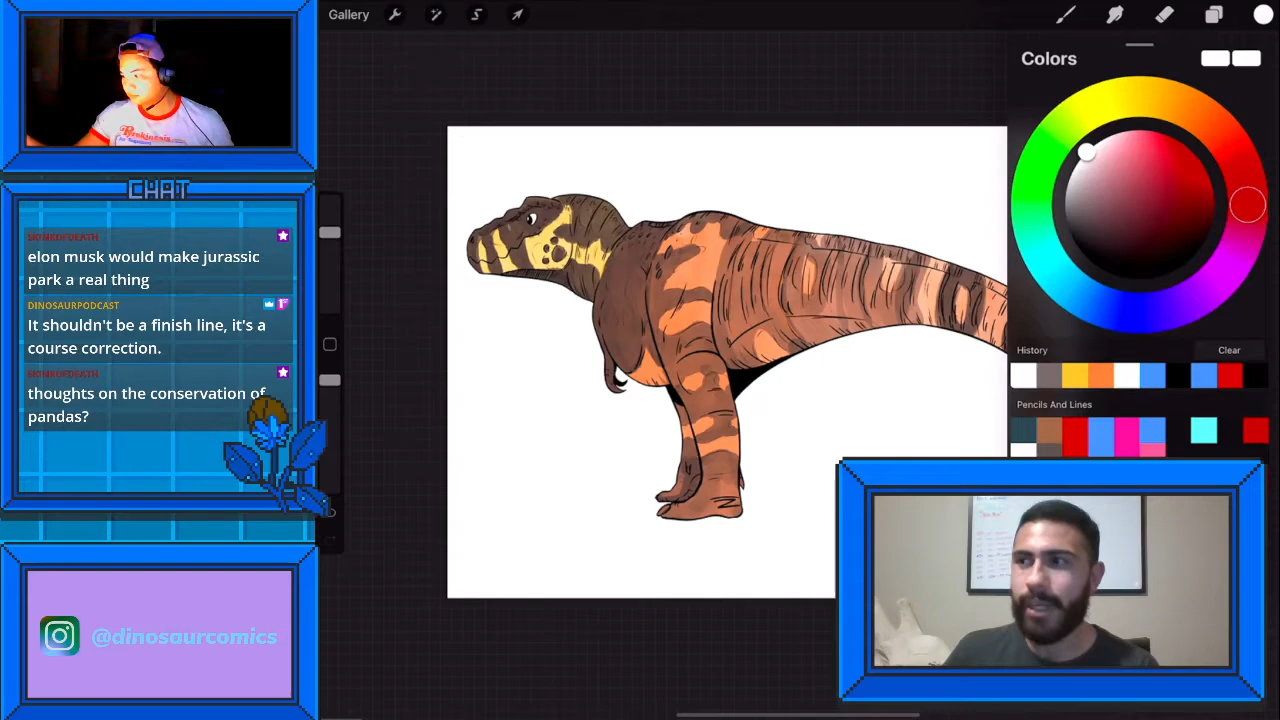 Gallery
Colors
CHAT
elon musk would make jurassic
park a real thing
DINOSAURPODCAST
It shouldn't be a finish line, it's a
course correction.
thoughts on the conservation of
pandas?
History
Clear
Pencils And Lines
@dinosaurcomics